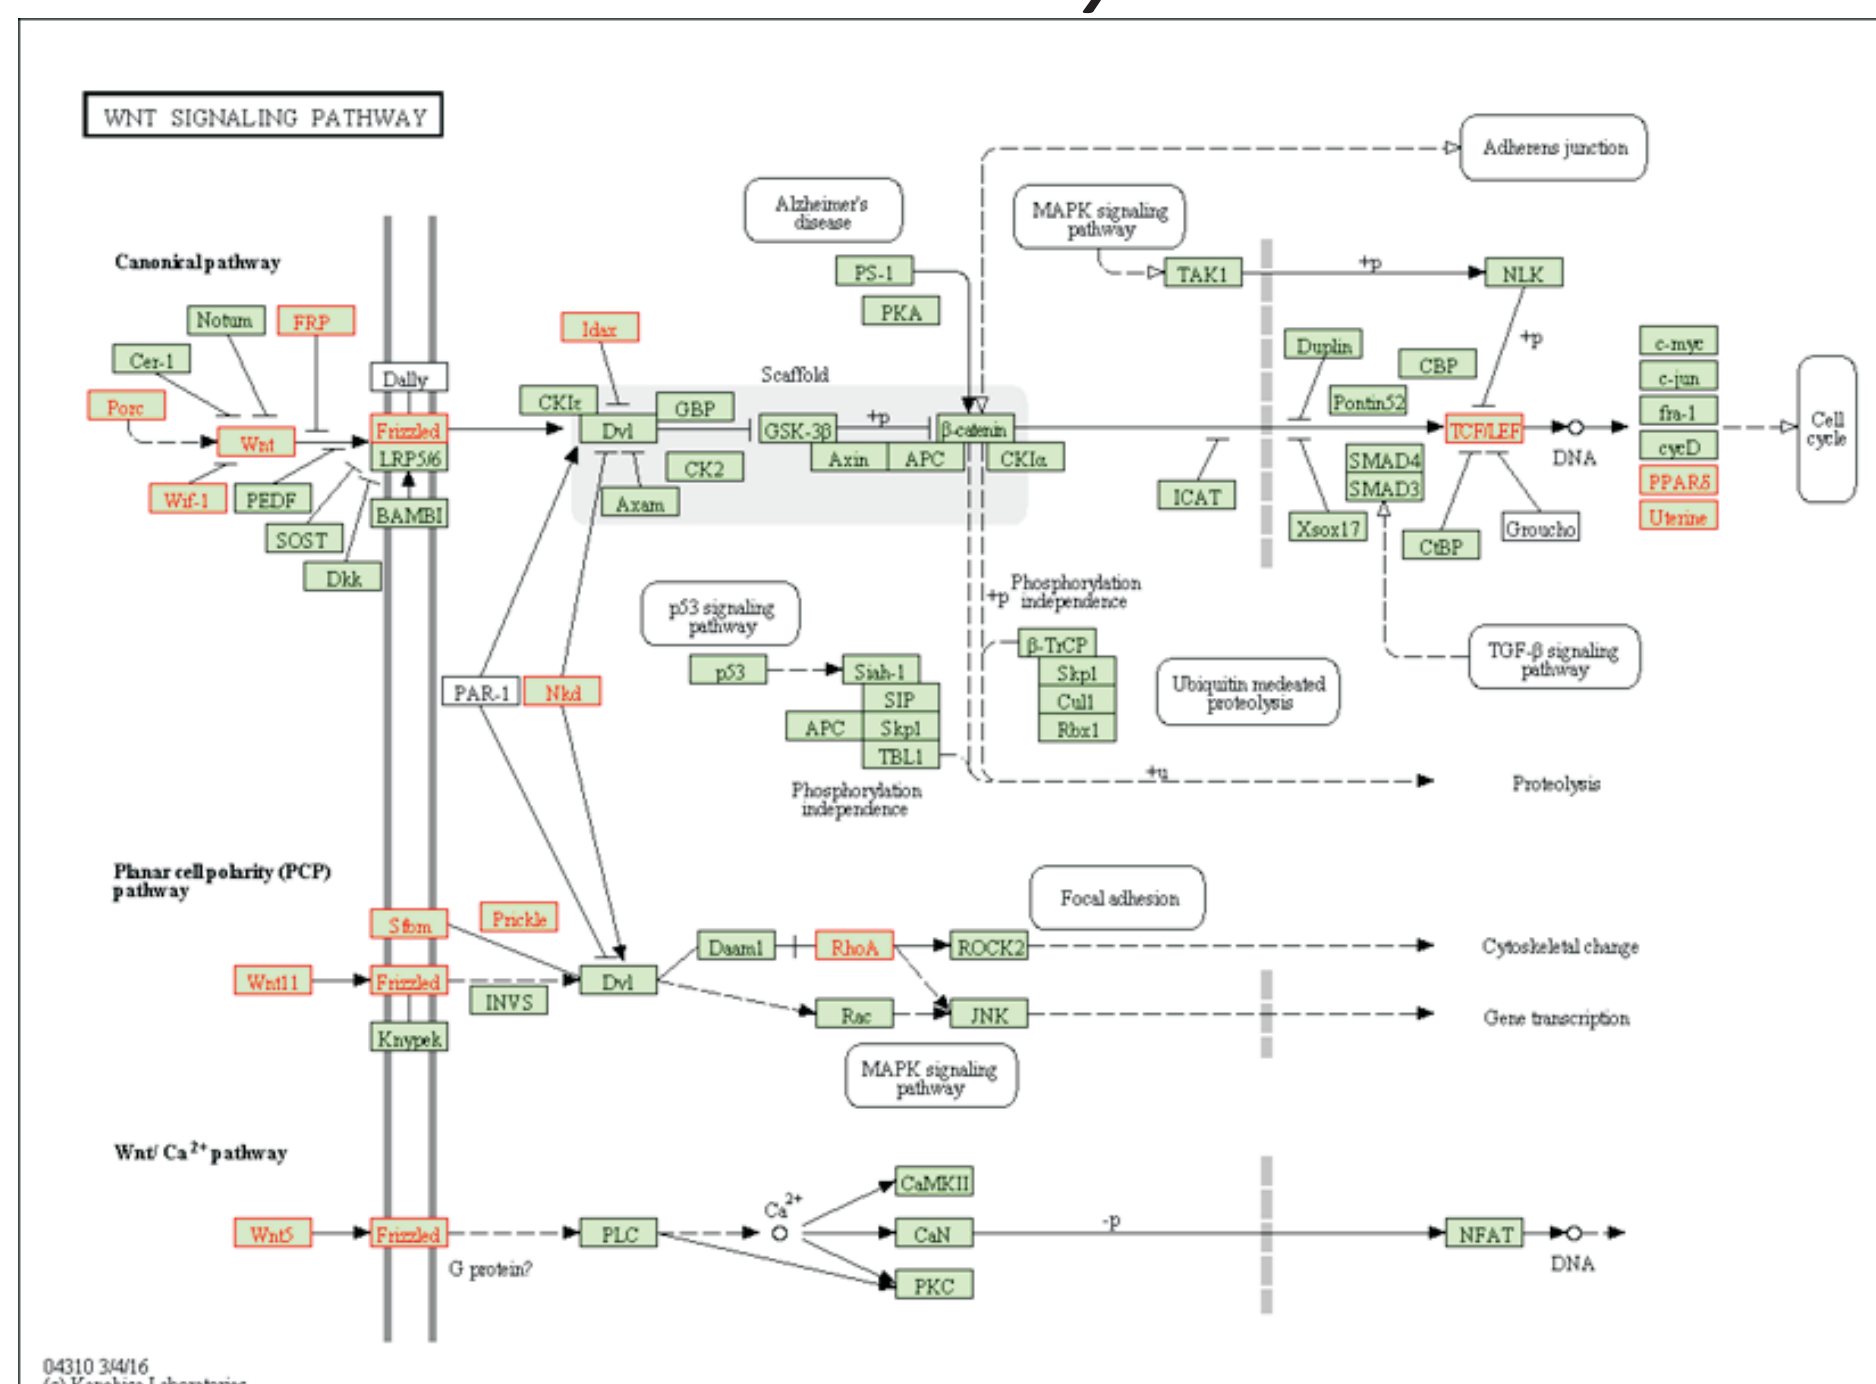 WNT SIGNALING PATHWAY
Adherens junction
Alzheimer's
disease
MAPK signaling
pathway
Canonical pathway
PS-1
TAK1
+p
NLK
Notum
FRP
Idax
PKA
+p
Cer-1
Dally
Scaffold
Duplin
CBP
c-myc
Porc
CKIε
GBP
Pontin52
c-jun
Wnt
Frizzled
Dvl
GSK-3β
+p
β-catenin
TCF/LEF
DNA
fra-1
Cell
cycle
LRP5/6
CK2
Axin
APC
CKIα
SMAD4
cycD
Wif-1
PEDF
Axam
ICAT
SMAD3
PPARδ
SOST
BAMBI
Xsox17
CtBP
Groucho
Uterine
Dkk
p53 signaling
pathway
+p
Phosphorylation
independence
PAR-1
Nkd
p53
Siah-1
SIP
APC
Skp1
TBL1
β-TrCP
Skp1
Cul1
Rbx1
Ubiquitin medeated
proteolysis
TGF-β signaling
pathway
Phosphorylation
independence
+u
Proteolysis
Planar cell polarity (PCP)
pathway
Focal adhesion
Stbm
Prickle
Daam1
RhoA
ROCK2
Cytoskeletal change
Wnt11
Frizzled
INVS
Dvl
Rac
JNK
Gene transcription
Knypek
MAPK signaling
pathway
Wnt/ Ca2+ pathway
CaMKII
Ca2+
Wnt5
Frizzled
PLC
CaN
-p
NFAT
G protein?
PKC
DNA
04310 3/4/16
(c) Kanehisa Laboratories